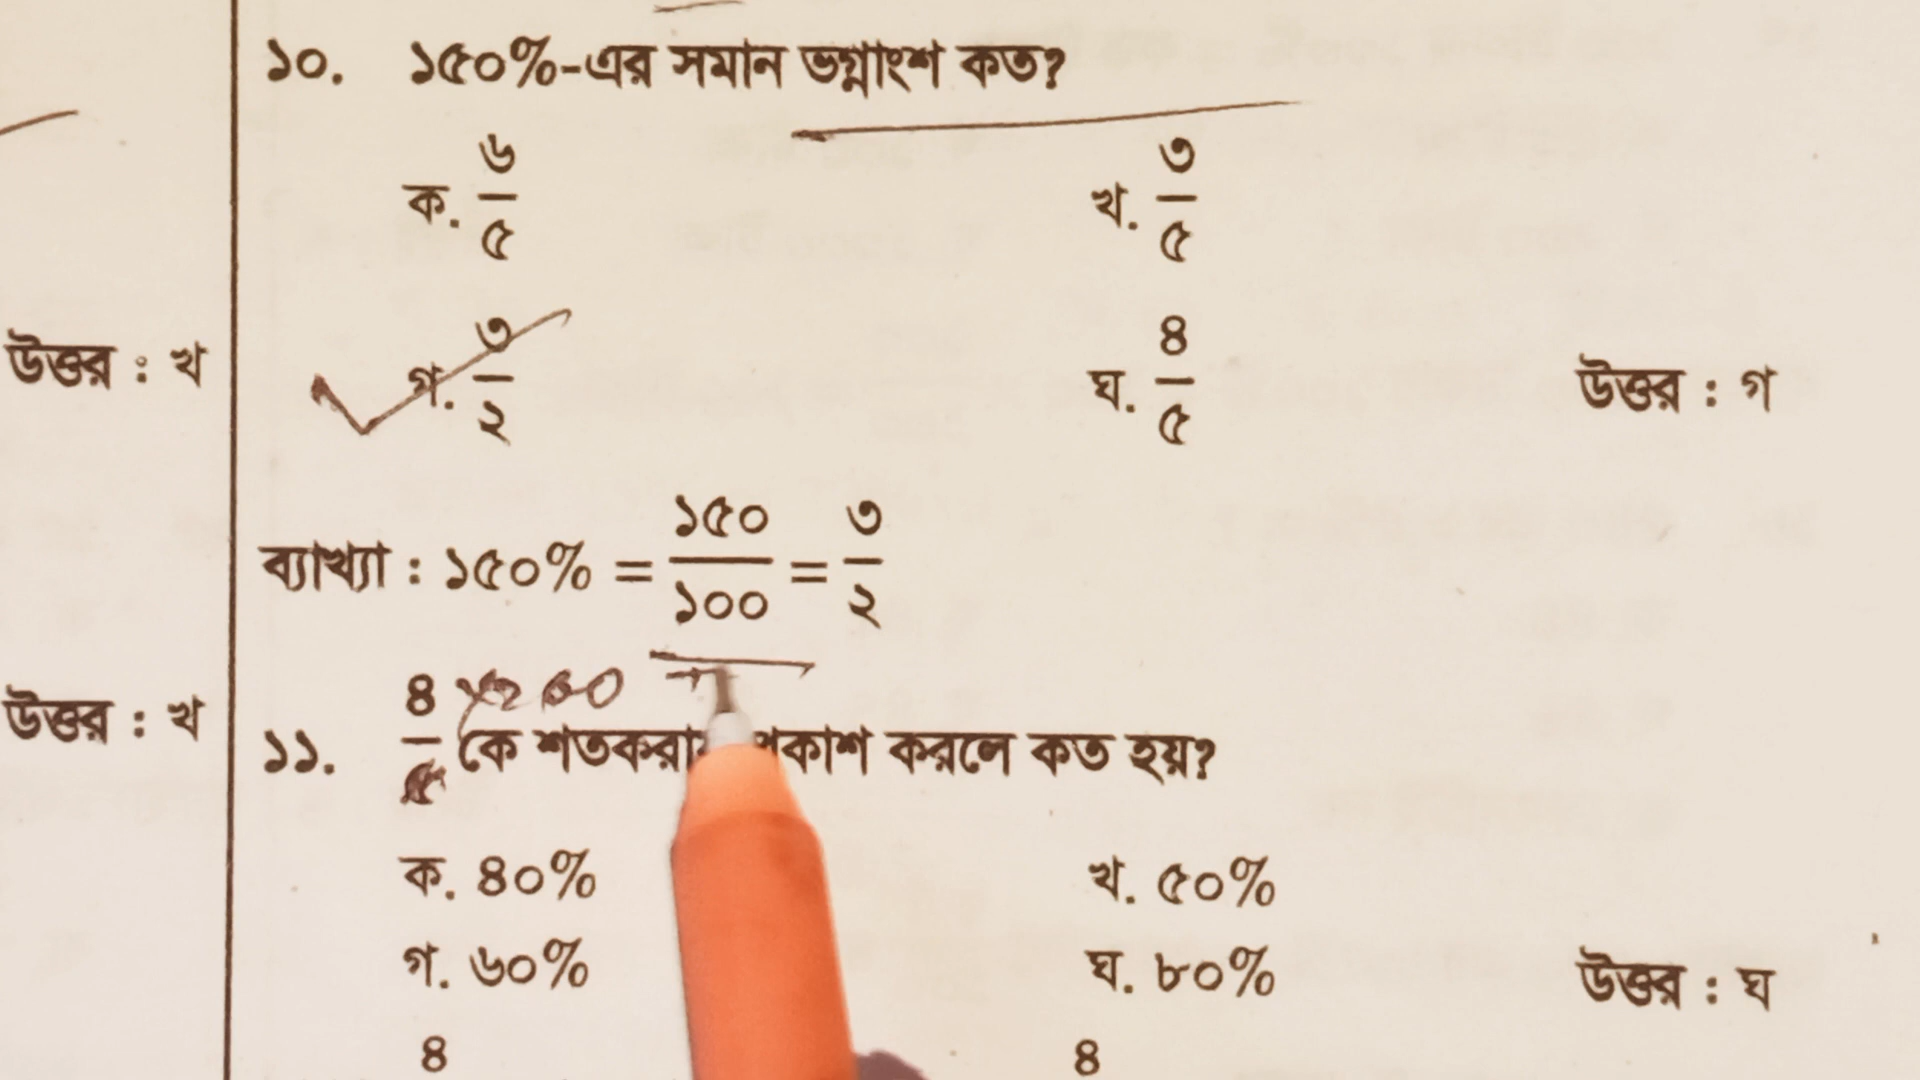 ১০. ১৫০%-এর সমান ভগ্নাংশ কত?
ক. ৬/৫ খ. ৩/৫
গ. ৩/২ ঘ. ৪/৫ উত্তর : গ
উত্তর : খ
ব্যাখ্যা : ১৫০% = ১৫০/১০০ = ৩/২
উত্তর : খ
১১. ৪/৫ কে শতকরায় প্রকাশ করলে কত হয়?
ক. ৪০% খ. ৫০%
গ. ৬০% ঘ. ৮০% উত্তর : ঘ
৪ ৪